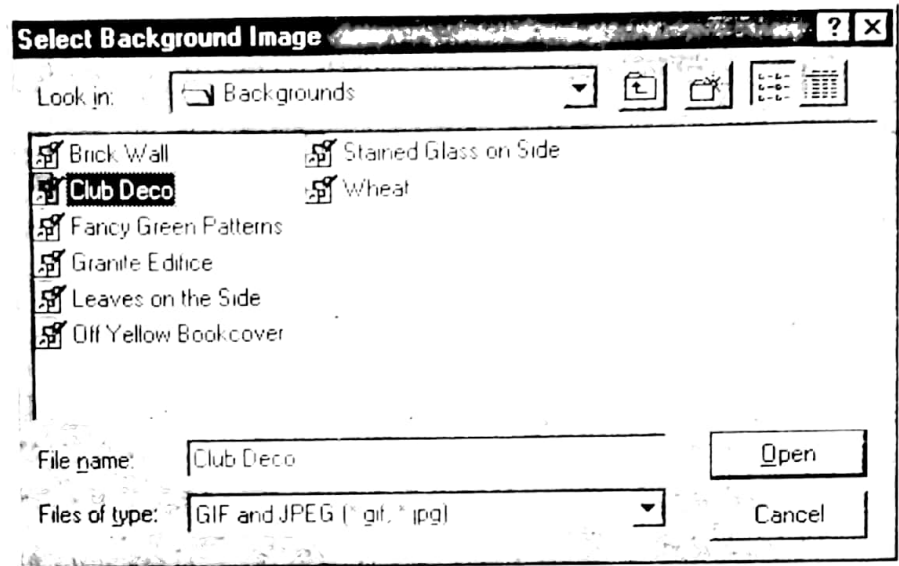 Select Background Image
? X
Look in: Backgrounds
Brick Wall
Club Deco
Fancy Green Patterns
Granite Edifice
Leaves on the Side
Off Yellow Bookcover
Stained Glass on Side
Wheat
File name: Club Deco
Open
Files of type: GIF and JPEG (*.gif, *.jpg)
Cancel